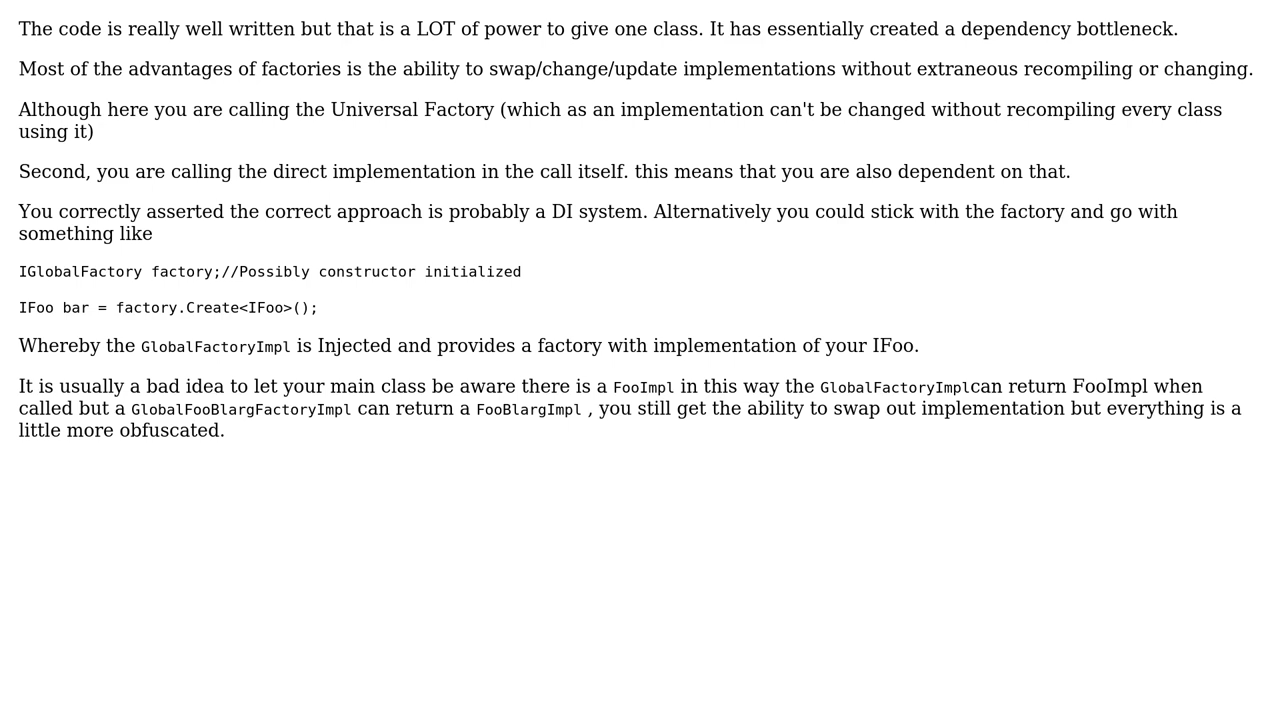 The code is really well written but that is a LOT of power to give one class. It has essentially created a dependency bottleneck.
Most of the advantages of factories is the ability to swap/change/update implementations without extraneous recompiling or changing.
Although here you are calling the Universal Factory (which as an implementation can't be changed without recompiling every class
using it)
Second, you are calling the direct implementation in the call itself. this means that you are also dependent on that.
You correctly asserted the correct approach is probably a DI system. Alternatively you could stick with the factory and go with
something like
IGlobalFactory factory;//Possibly constructor initialized
IFoo bar = factory.Create<IFoo>();
Whereby the GlobalFactoryImpl is Injected and provides a factory with implementation of your IFoo.
It is usually a bad idea to let your main class be aware there is a FooImpl in this way the GlobalFactoryImplcan return FooImpl when
called but a GlobalFooBlargFactoryImpl can return a FooBlargImpl , you still get the ability to swap out implementation but everything is a
little more obfuscated.